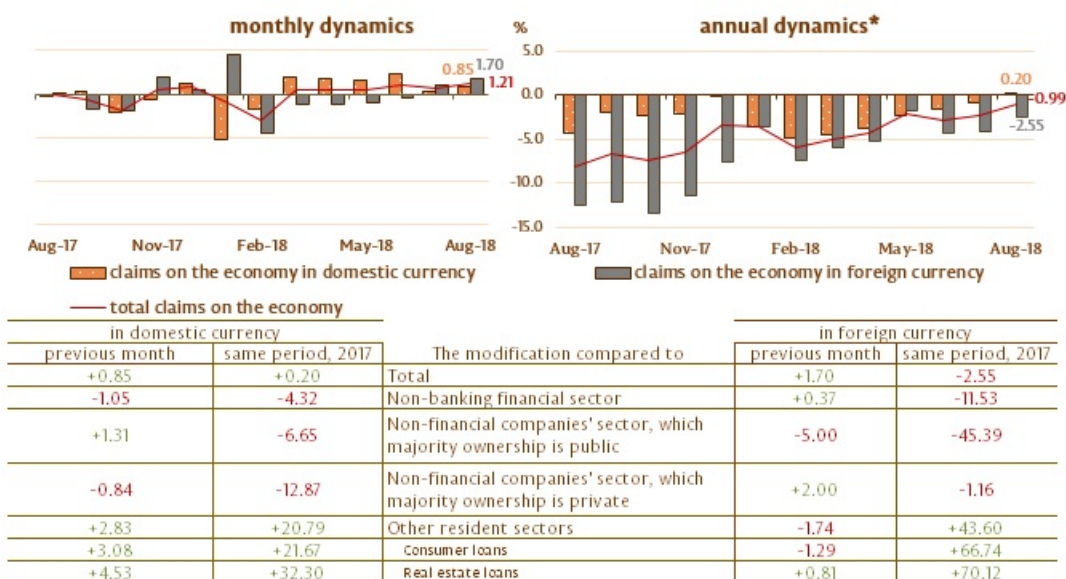 monthly dynamics
%
annual dynamics*
5.0
0.0
-5.0
-10.0
-15.0
0.85
1.70
1.21
0.20
-0.99
-2.55
Aug-17 Nov-17 Feb-18 May-18 Aug-18
Aug-17 Nov-17 Feb-18 May-18 Aug-18
claims on the economy in domestic currency
claims on the economy in foreign currency
total claims on the economy
in domestic currency in foreign currency
previous month same period, 2017 The modification compared to previous month same period, 2017
+0.85 +0.20 Total +1.70 -2.55
-1.05 -4.32 Non-banking financial sector +0.37 -11.53
+1.31 -6.65 Non-financial companies' sector, which
majority ownership is public -5.00 -45.39
-0.84 -12.87 Non-financial companies' sector, which
majority ownership is private +2.00 -1.16
+2.83 +20.79 Other resident sectors -1.74 +43.60
+3.08 +21.67 Consumer loans -1.29 +66.74
+4.53 +32.30 Real estate loans +0.81 +70.12